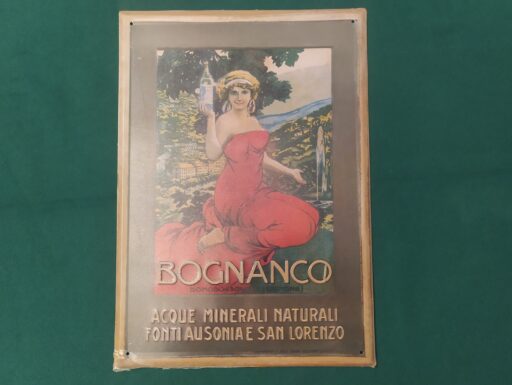 BOGNANCO
ACQUE MINERALI NATURALI
FONTI AUSONIA E SAN LORENZO